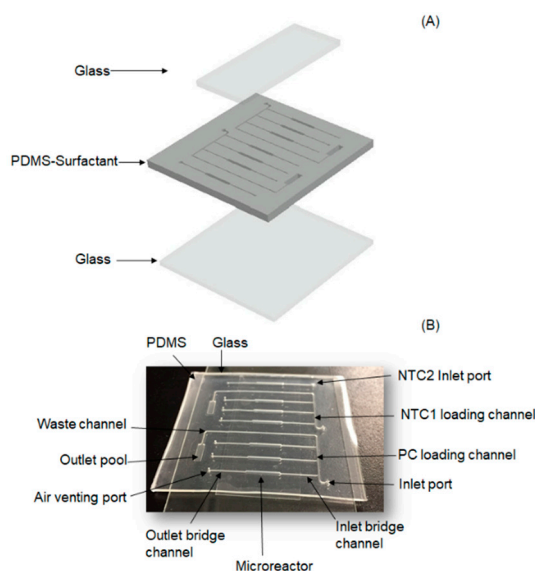 (A)
Glass
PDMS-Surfactant
Glass
(B)
PDMS
Glass
NTC2 Inlet port
Waste channel
NTC1 loading channel
Outlet pool
PC loading channel
Air venting port
Inlet port
Outlet bridge
channel
Inlet bridge
channel
Microreactor